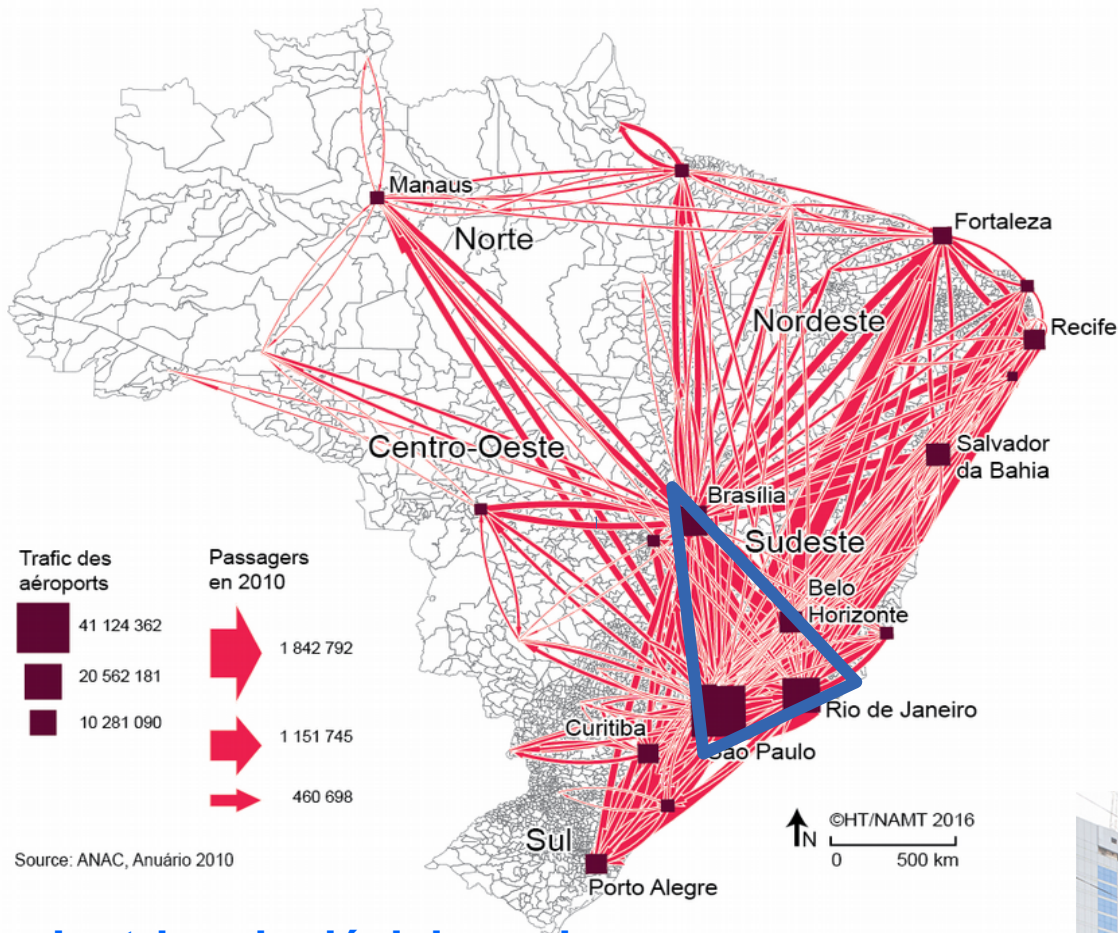 Manaus
Norte
Fortaleza
Nordeste
Recife
Centro-Oeste
Salvador
da Bahia
Brasília
Sudeste
Belo
Horizonte
Trafic des
aéroports
41 124 362
20 562 181
10 281 090
Passagers
en 2010
1 842 792
1 151 745
460 698
Rio de Janeiro
Curitiba
São Paulo
©HT/NAMT 2016
N
0 500 km
Sul
Source: ANAC, Anuário 2010
Porto Alegre